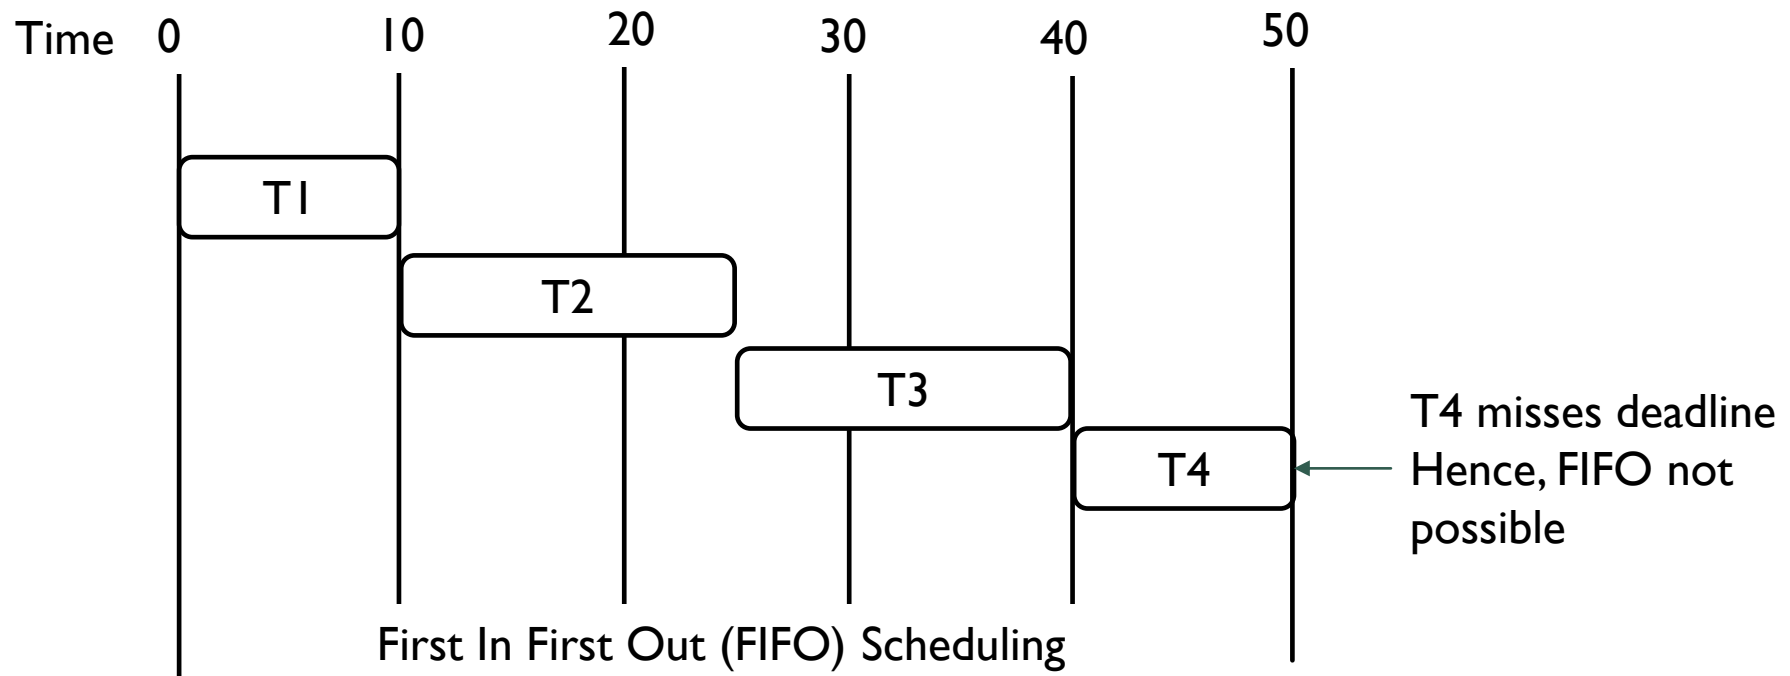 Time 0 10 20 30 40 50
T1
T2
T3
T4
T4 misses deadline
Hence, FIFO not
possible
First In First Out (FIFO) Scheduling